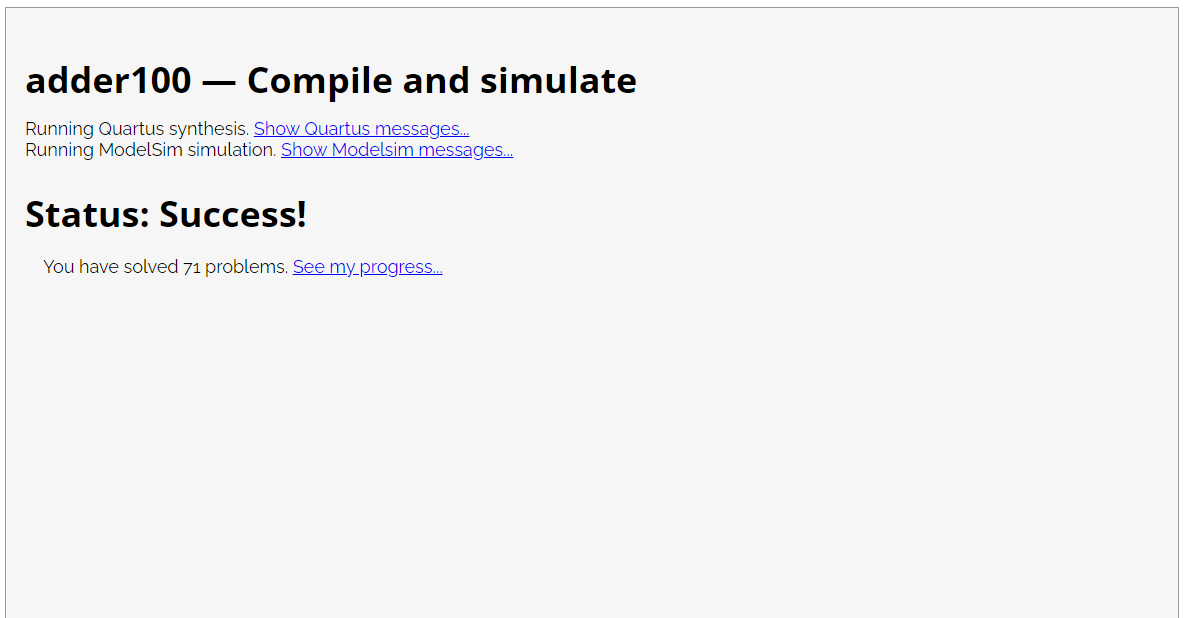 adder100 — Compile and simulate
Running Quartus synthesis. Show Quartus messages...
Running ModelSim simulation. Show Modelsim messages...
Status: Success!
You have solved 71 problems. See my progress...